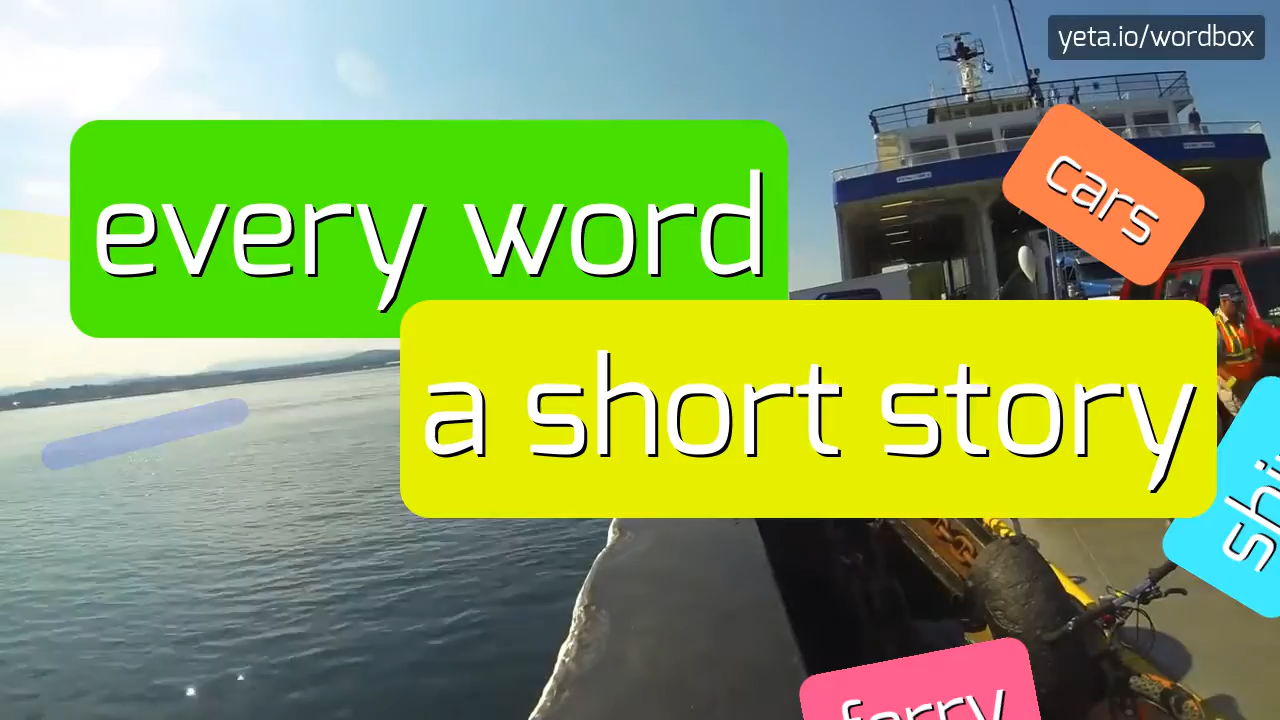 yeta.io/wordbox
every word
cars
a short story
ferry